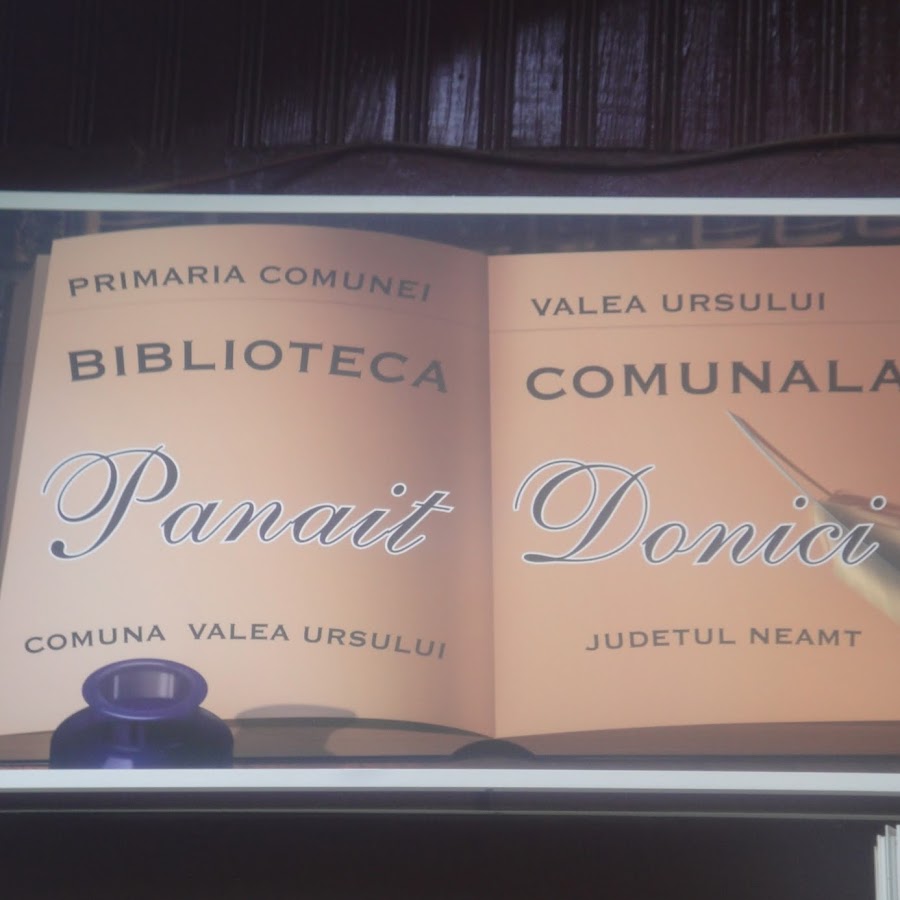 PRIMARIA COMUNEI VALEA URSULUI
BIBLIOTECA COMUNALA
Panait Donici
COMUNA VALEA URSULUI JUDETUL NEAMT